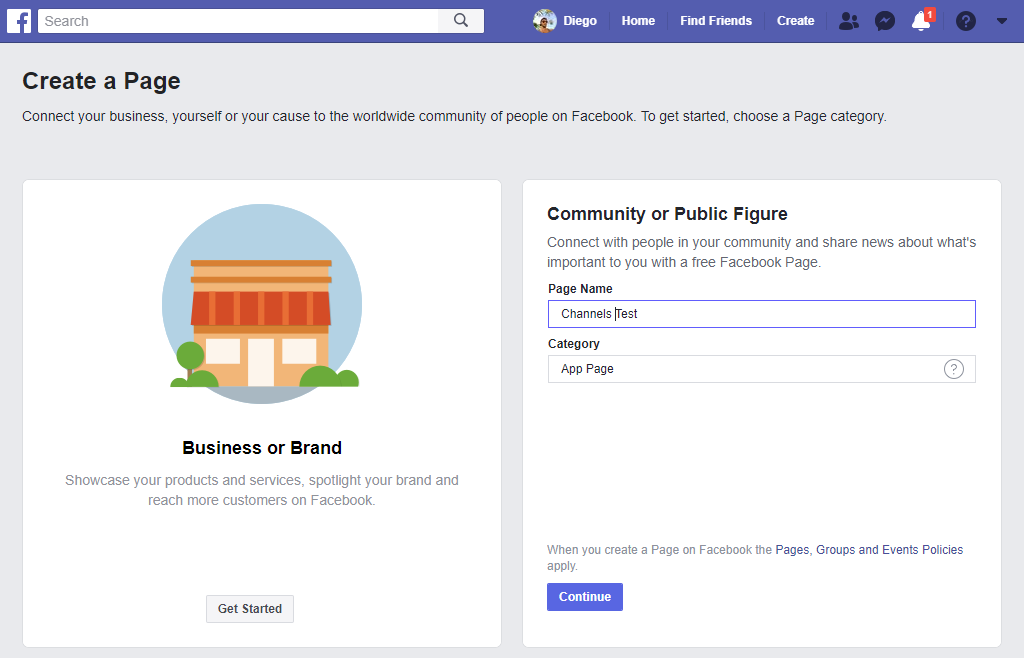 Search
Diego
Home
Find Friends
Create
1
?
Create a Page
Connect your business, yourself or your cause to the worldwide community of people on Facebook. To get started, choose a Page category.
Business or Brand
Showcase your products and services, spotlight your brand and
reach more customers on Facebook.
Get Started
Community or Public Figure
Connect with people in your community and share news about what's
important to you with a free Facebook Page.
Page Name
Channels Test
Category
App Page
?
When you create a Page on Facebook the Pages, Groups and Events Policies
apply.
Continue